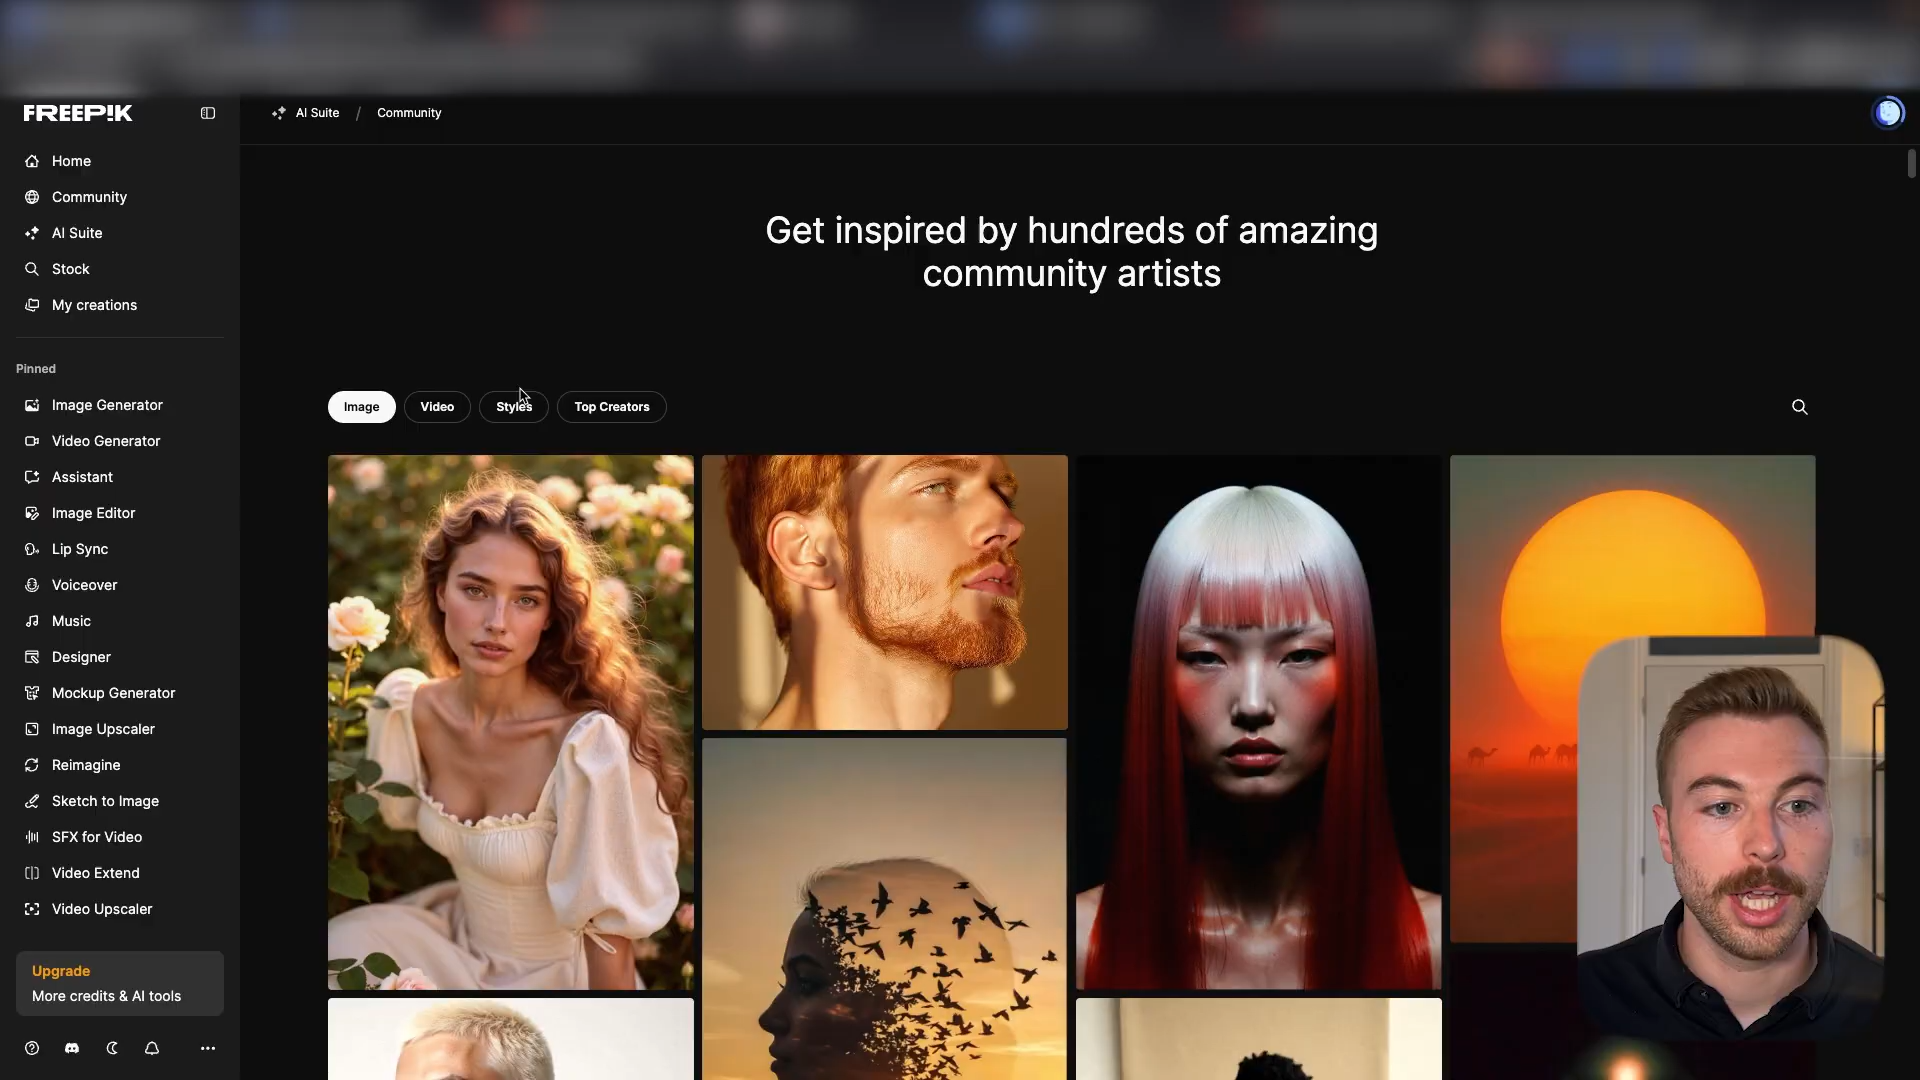 FREEP!K
AI Suite / Community
Home
Community
AI Suite
Stock
My creations
Pinned
Image Generator
Video Generator
Assistant
Image Editor
Lip Sync
Voiceover
Music
Designer
Mockup Generator
Image Upscaler
Reimagine
Sketch to Image
SFX for Video
Video Extend
Video Upscaler
Upgrade
More credits & AI tools
Get inspired by hundreds of amazing
community artists
Image
Video
Styles
Top Creators